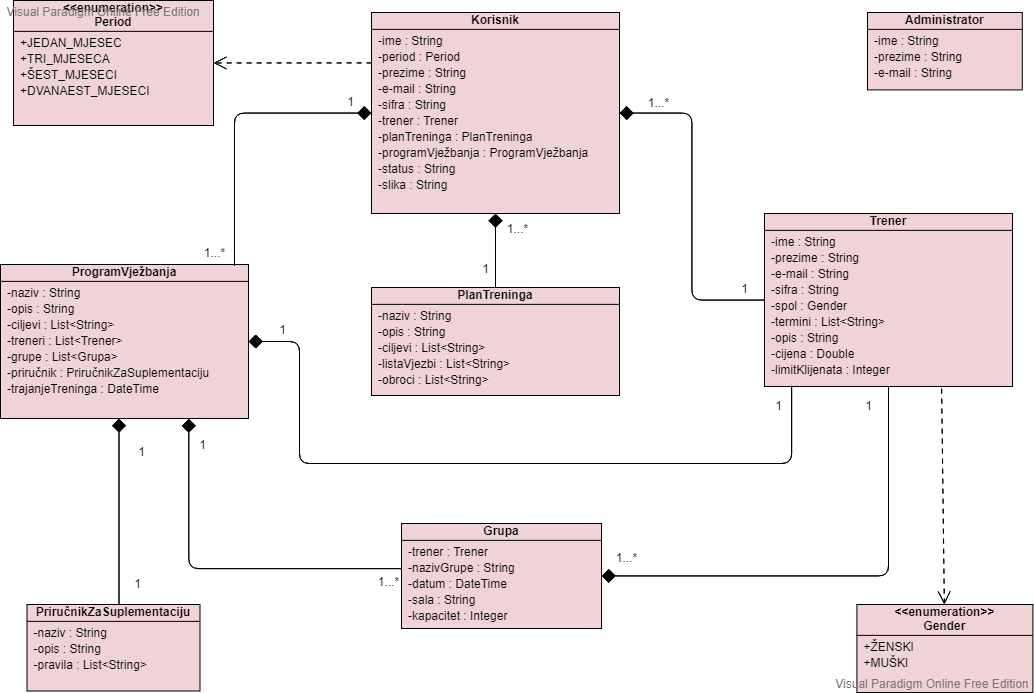 Visual Paradigm Online Free Edition
<<enumeration>>
Period
+JEDAN_MJESEC
+TRI_MJESECA
+ŠEST_MJESECI
+DVANAEST_MJESECI
Korisnik
-ime : String
-period : Period
-prezime : String
-e-mail : String
-sifra : String
-trener : Trener
-planTreninga : PlanTreninga
-programVježbanja : ProgramVježbanja
-status : String
-slika : String
Administrator
-ime : String
-prezime : String
-e-mail : String
1
1...*
1...*
1...*
1
1
Trener
-ime : String
-prezime : String
-e-mail : String
-sifra : String
-spol : Gender
-termini : List<String>
-opis : String
-cijena : Double
-limitKlijenata : Integer
ProgramVježbanja
-naziv : String
-opis : String
-ciljevi : List<String>
-treneri : List<Trener>
-grupe : List<Grupa>
-priručnik : PriručnikZaSuplementaciju
-trajanjeTreninga : DateTime
PlanTreninga
-naziv : String
-opis : String
-ciljevi : List<String>
-listaVjezbi : List<String>
-obroci : List<String>
1
1
1
1
1
Grupa
-trener : Trener
-nazivGrupe : String
-datum : DateTime
-sala : String
-kapacitet : Integer
1...*
1...*
1
PriručnikZaSuplementaciju
-naziv : String
-opis : String
-pravila : List<String>
<<enumeration>>
Gender
+ŽENSKI
+MUŠKI
Visual Paradigm Online Free Edition